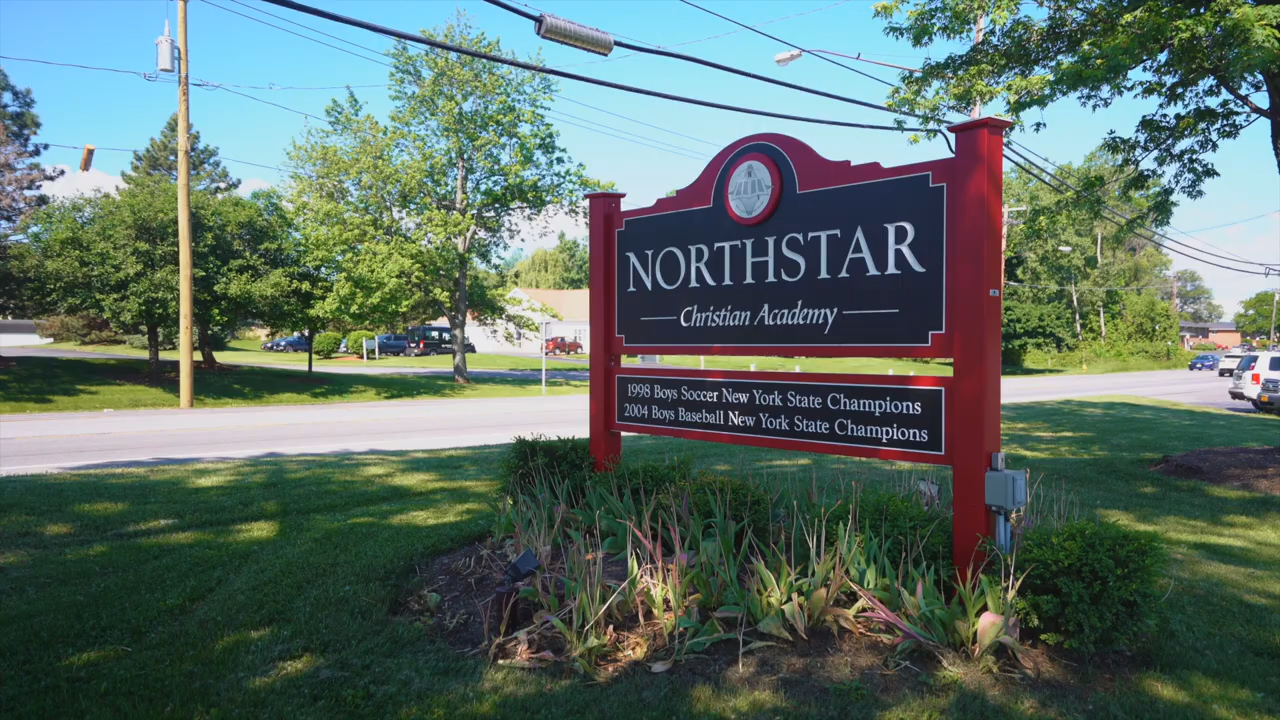 NORTHSTAR
Christian Academy
1998 Boys Soccer New York State Champions
2004 Boys Baseball New York State Champions